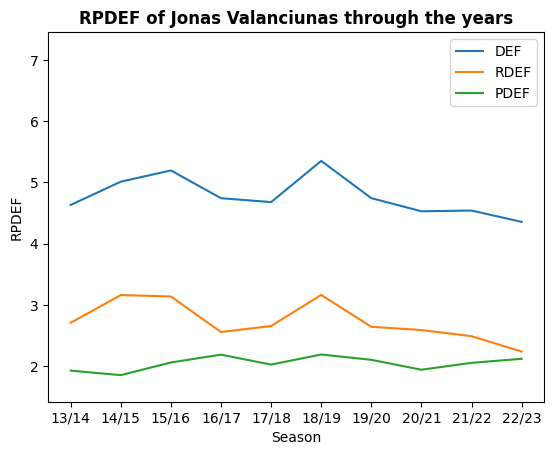 RPDEF of Jonas Valanciunas through the years
DEF
RDEF
PDEF
7
6
5
4
3
2
RPDEF
13/14 14/15 15/16 16/17 17/18 18/19 19/20 20/21 21/22 22/23
Season